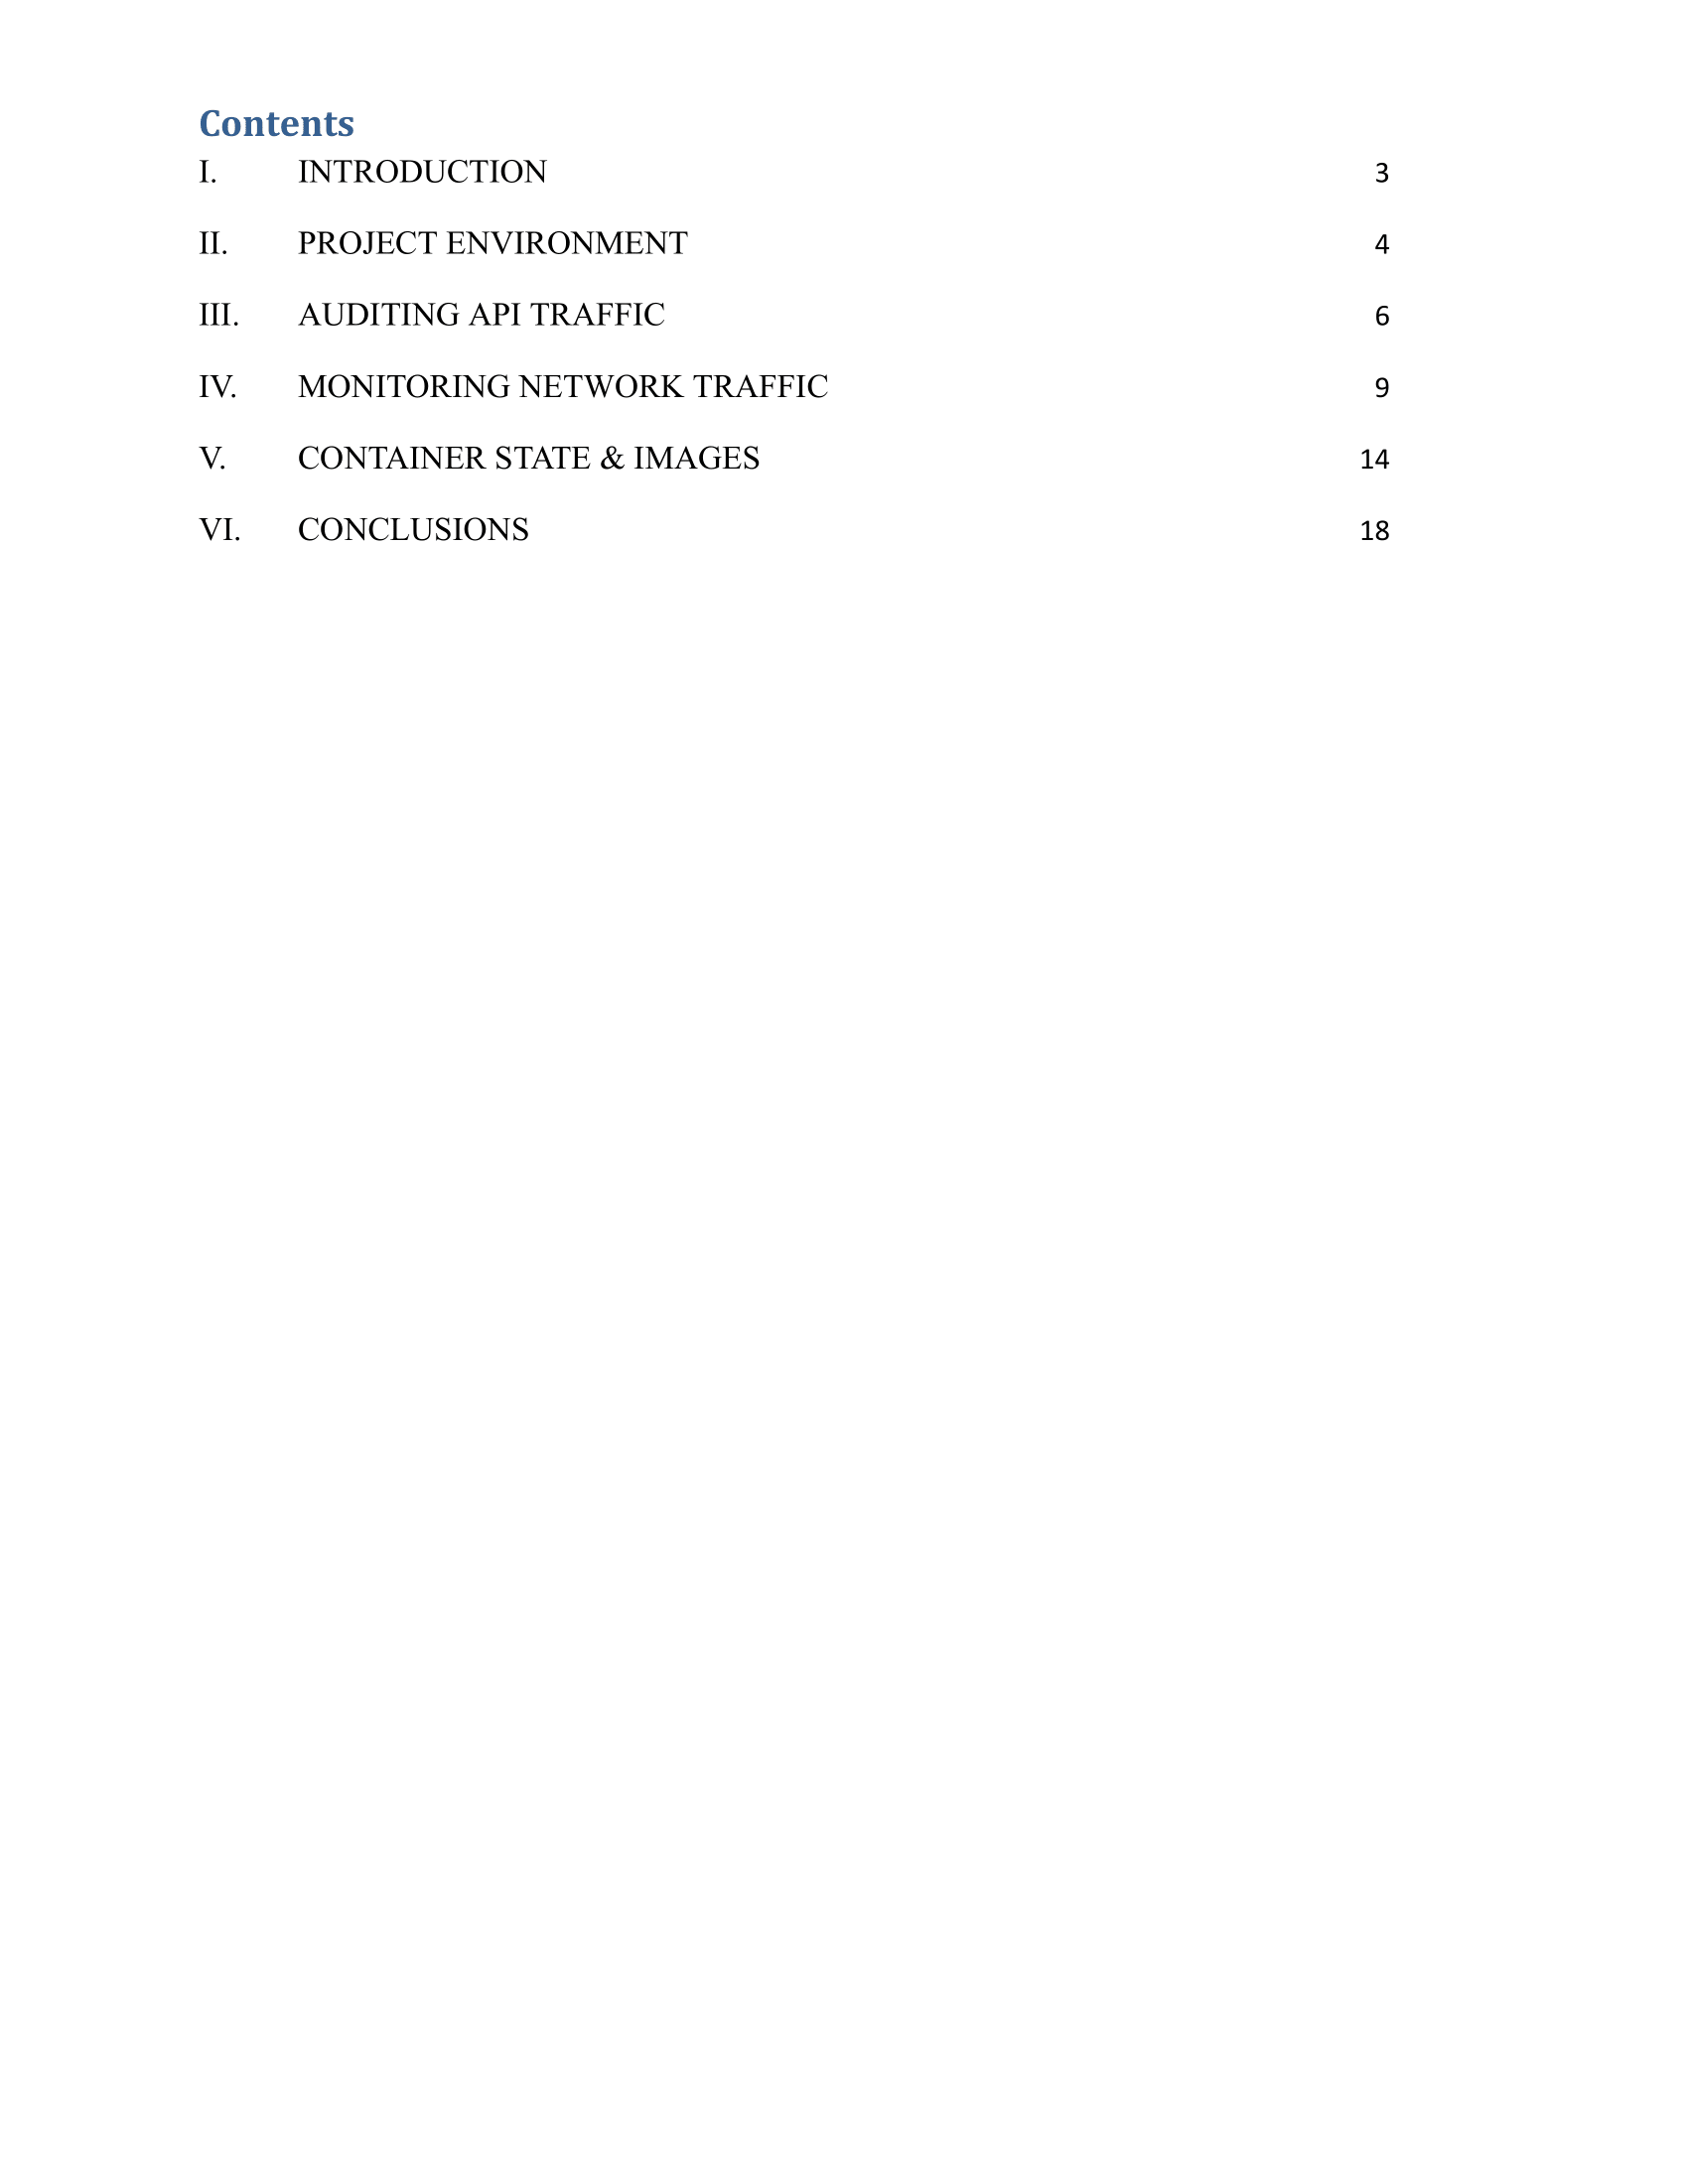 Contents
I. INTRODUCTION 3
II. PROJECT ENVIRONMENT 4
III. AUDITING API TRAFFIC 6
IV. MONITORING NETWORK TRAFFIC 9
V. CONTAINER STATE & IMAGES 14
VI. CONCLUSIONS 18